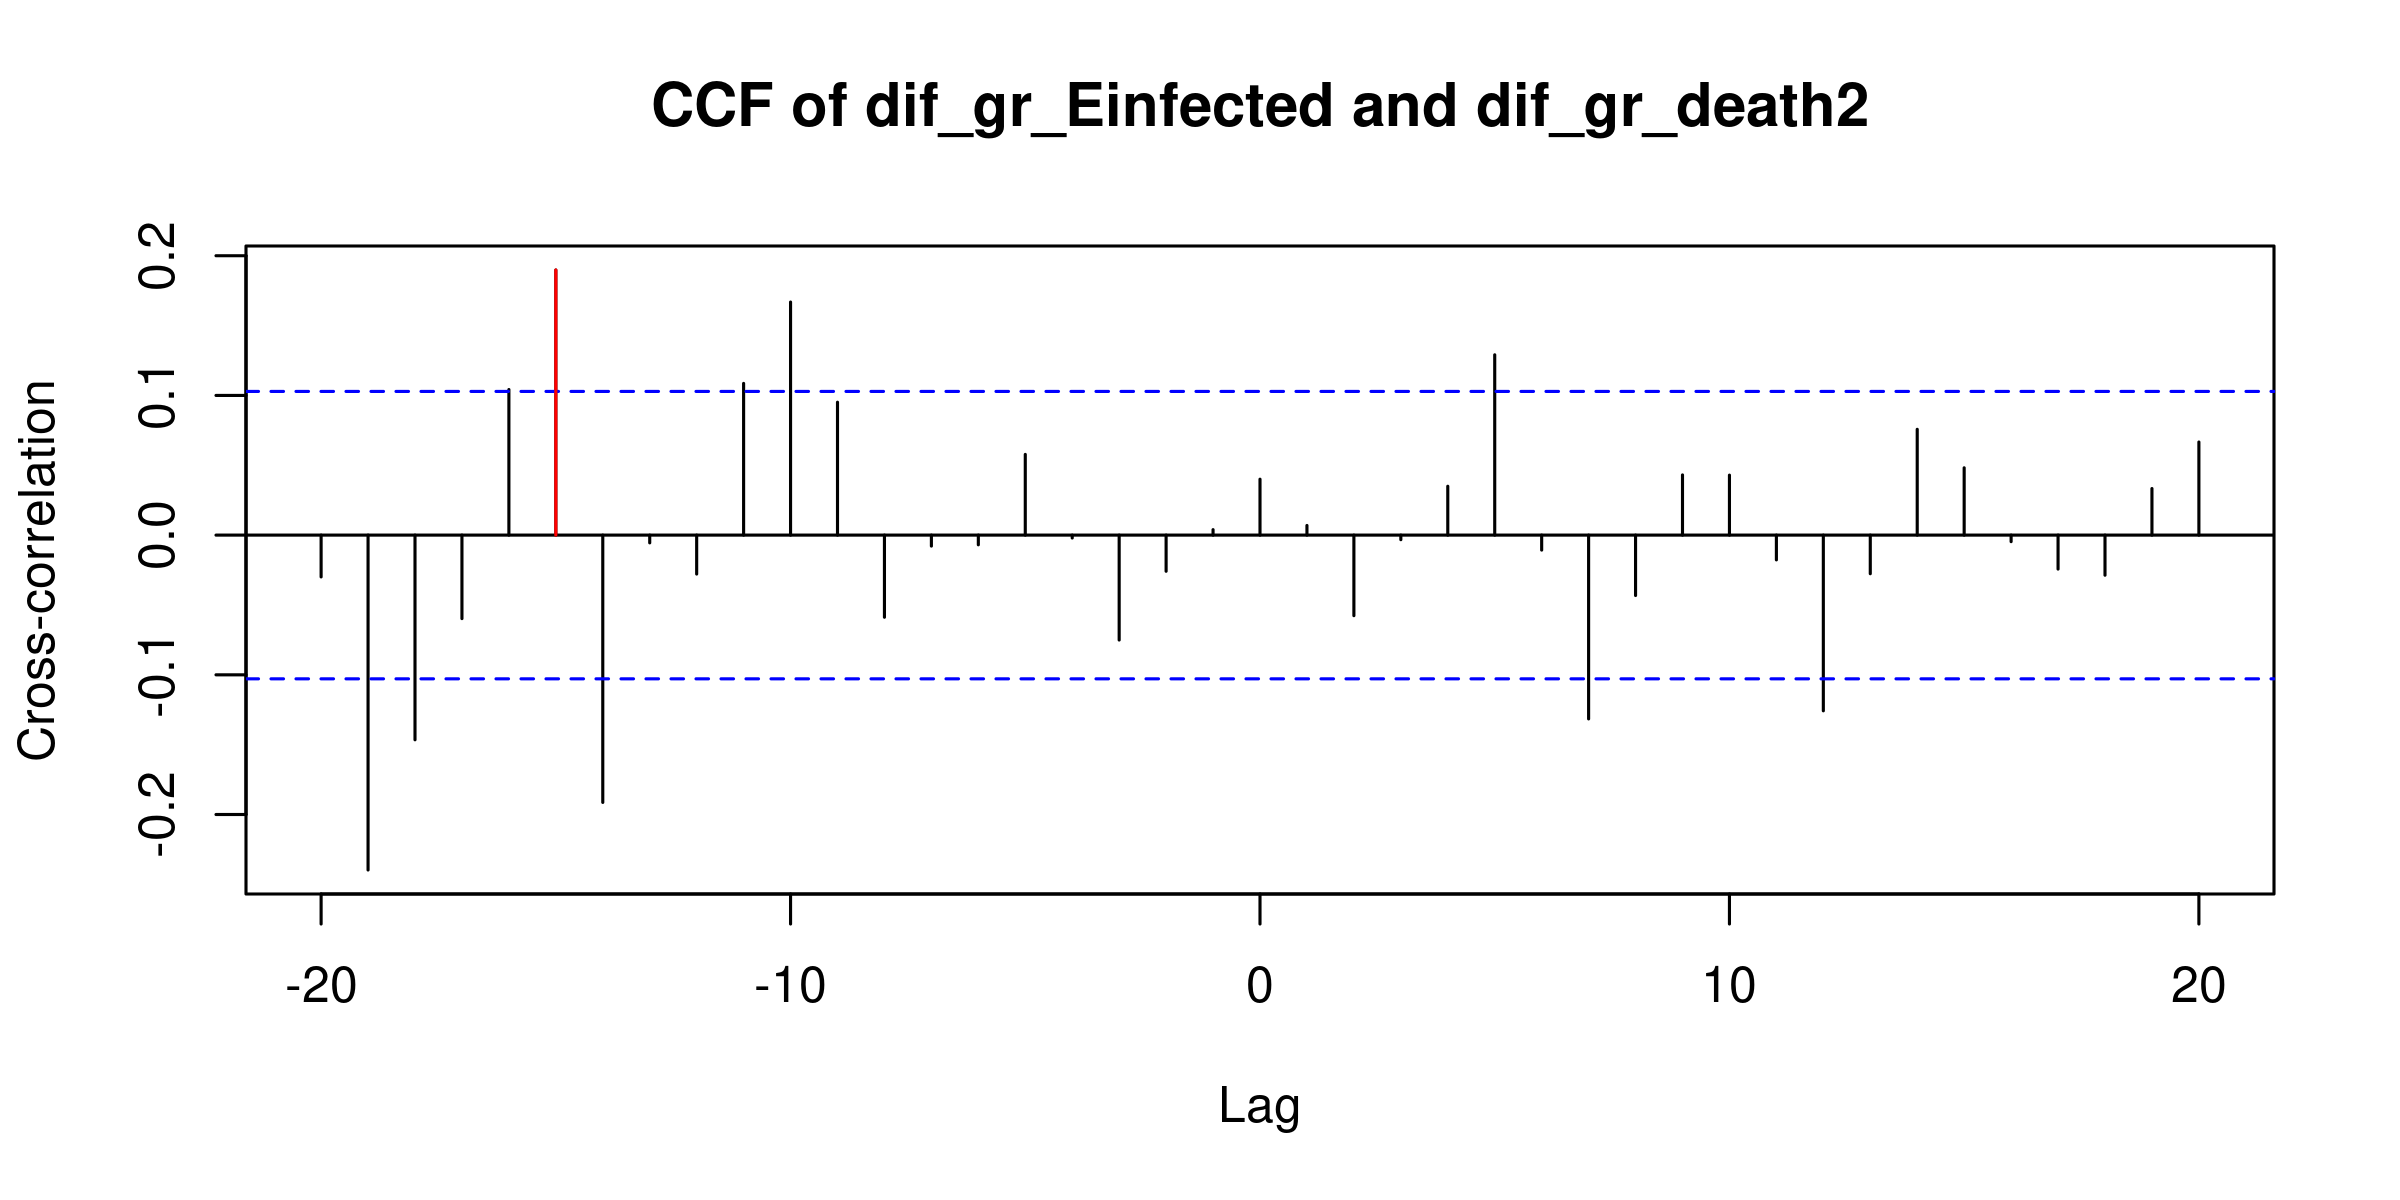 CCF of dif_gr_Einfected and dif_gr_death2
Cross-correlation
0.2
0.1
0.0
-0.1
-0.2
-20 -10 0 10 20
Lag